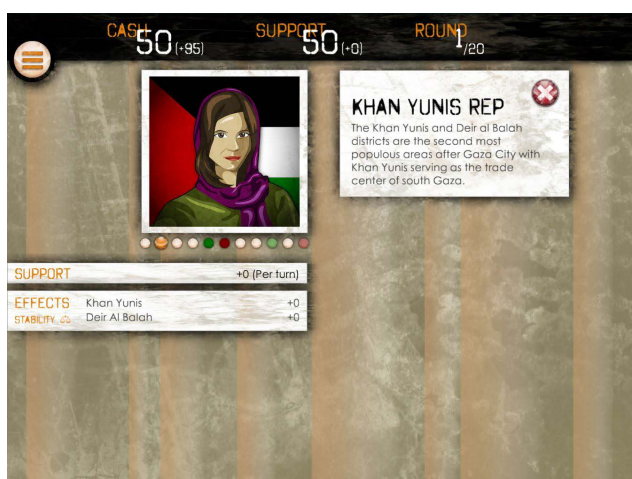 CASH 50 (+95) SUPPORT 50 (+0) ROUND 1 /20
KHAN YUNIS REP
The Khan Yunis and Deir al Balah
districts are the second most
populous areas after Gaza City with
Khan Yunis serving as the trade
center of south Gaza.
SUPPORT +0 (Per turn)
EFFECTS Khan Yunis +0
STABILITY Deir Al Balah +0